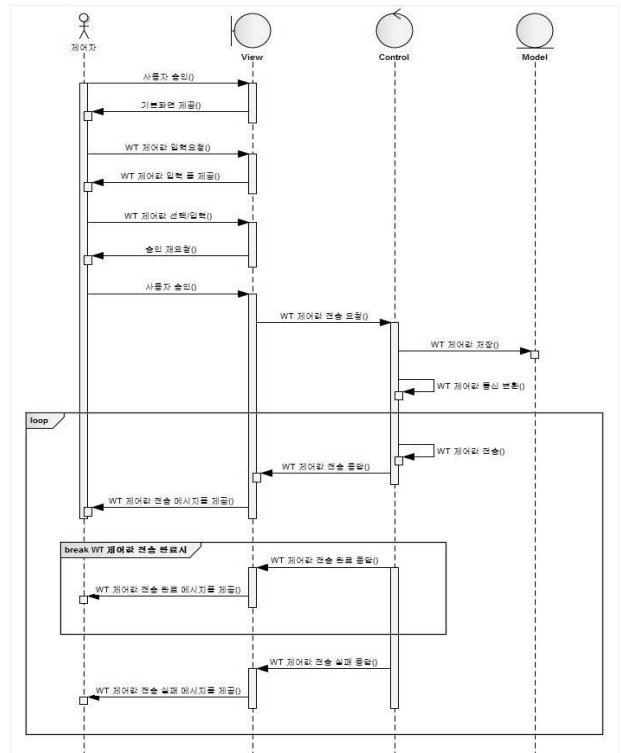 제어자
View
Control
Model
사용자 승인()
기본화면 제공()
WT 제어값 입력요청()
WT 제어값 입력 폼 제공()
WT 제어값 선택/입력()
승인 재요청()
사용자 승인()
WT 제어값 전송 요청()
WT 제어값 저장()
WT 제어값 통신 변환()
loop
WT 제어값 전송()
WT 제어값 전송 응답()
WT 제어값 전송 메시지폼 제공()
break WT 제어값 전송 완료시
WT 제어값 전송 완료 응답()
WT 제어값 전송 완료 메시지폼 제공()
WT 제어값 전송 실패 응답()
WT 제어값 전송 실패 메시지폼 제공()